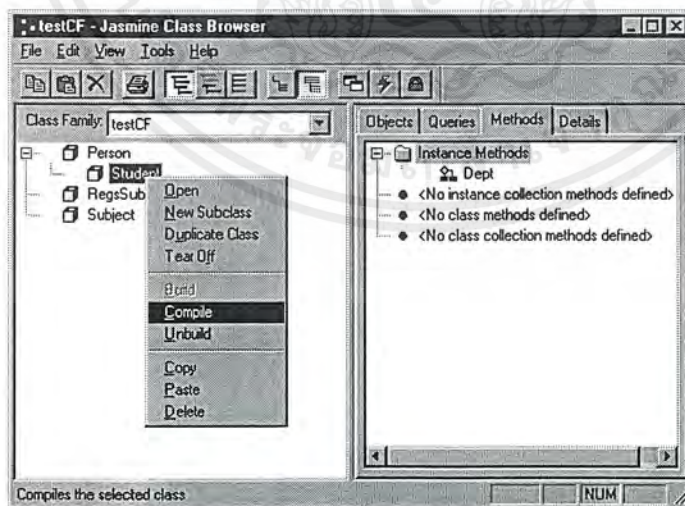 testCF - Jasmine Class Browser
File Edit View Tools Help
Class Family: testCF
Person
Student
RegsSub
Subject
Open
New Subclass
Duplicate Class
Tear Off
Build
Compile
Unbuild
Copy
Paste
Delete
Objects Queries Methods Details
Instance Methods
Dept
<No instance collection methods defined>
<No class methods defined>
<No class collection methods defined>
Compiles the selected class
NUM